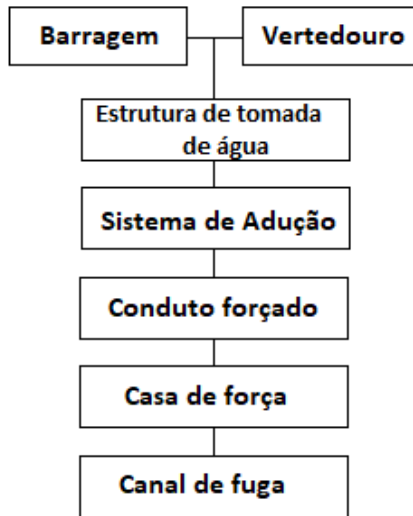 Barragem
Vertedouro
Estrutura de tomada
de água
Sistema de Adução
Conduto forçado
Casa de força
Canal de fuga